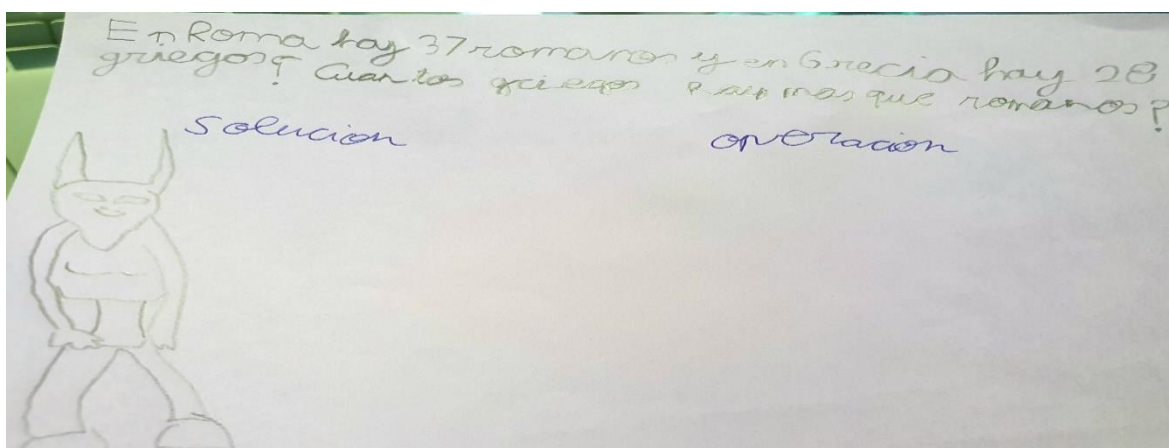 En Roma hay 37 romanos y en Grecia hay 28
griegos ¿ Cuantos griegos hay mas que romanos?
Solucion operacion